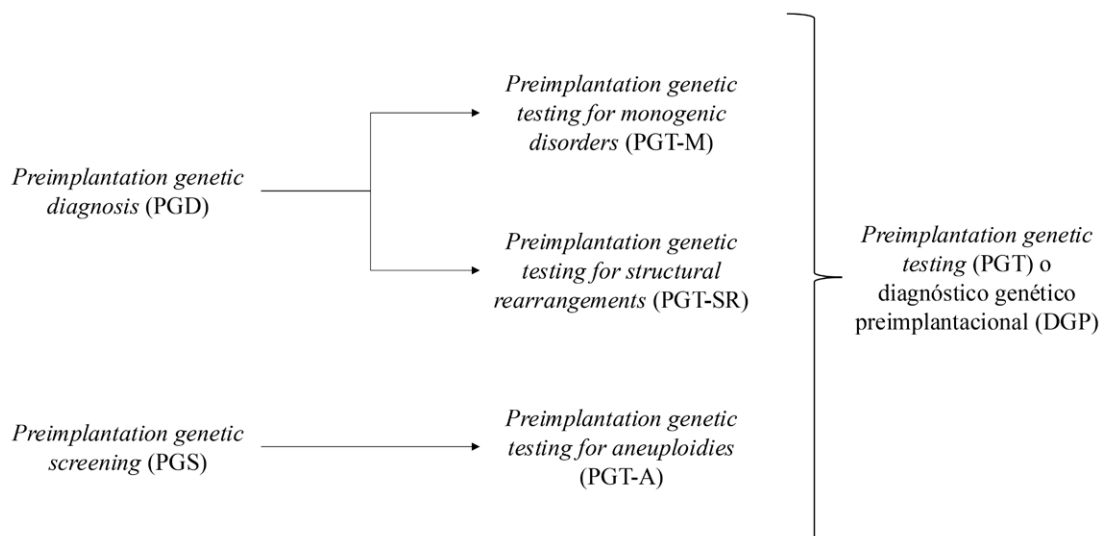 Preimplantation genetic
diagnosis (PGD)
Preimplantation genetic
testing for monogenic
disorders (PGT-M)
Preimplantation genetic
testing for structural
rearrangements (PGT-SR)
Preimplantation genetic
screening (PGS)
Preimplantation genetic
testing for aneuploidies
(PGT-A)
Preimplantation genetic
testing (PGT) o
diagnóstico genético
preimplantacional (DGP)